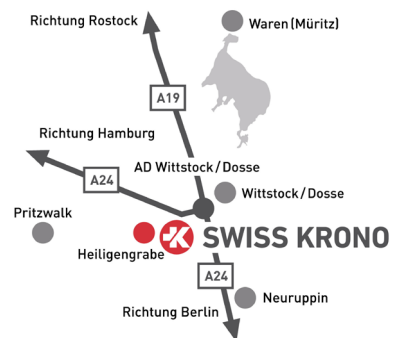 Richtung Rostock
Waren (Müritz)
A19
Richtung Hamburg
AD Wittstock / Dosse
A24
Wittstock / Dosse
Pritzwalk
SWISS KRONO
Heiligengrabe
A24
Neuruppin
Richtung Berlin